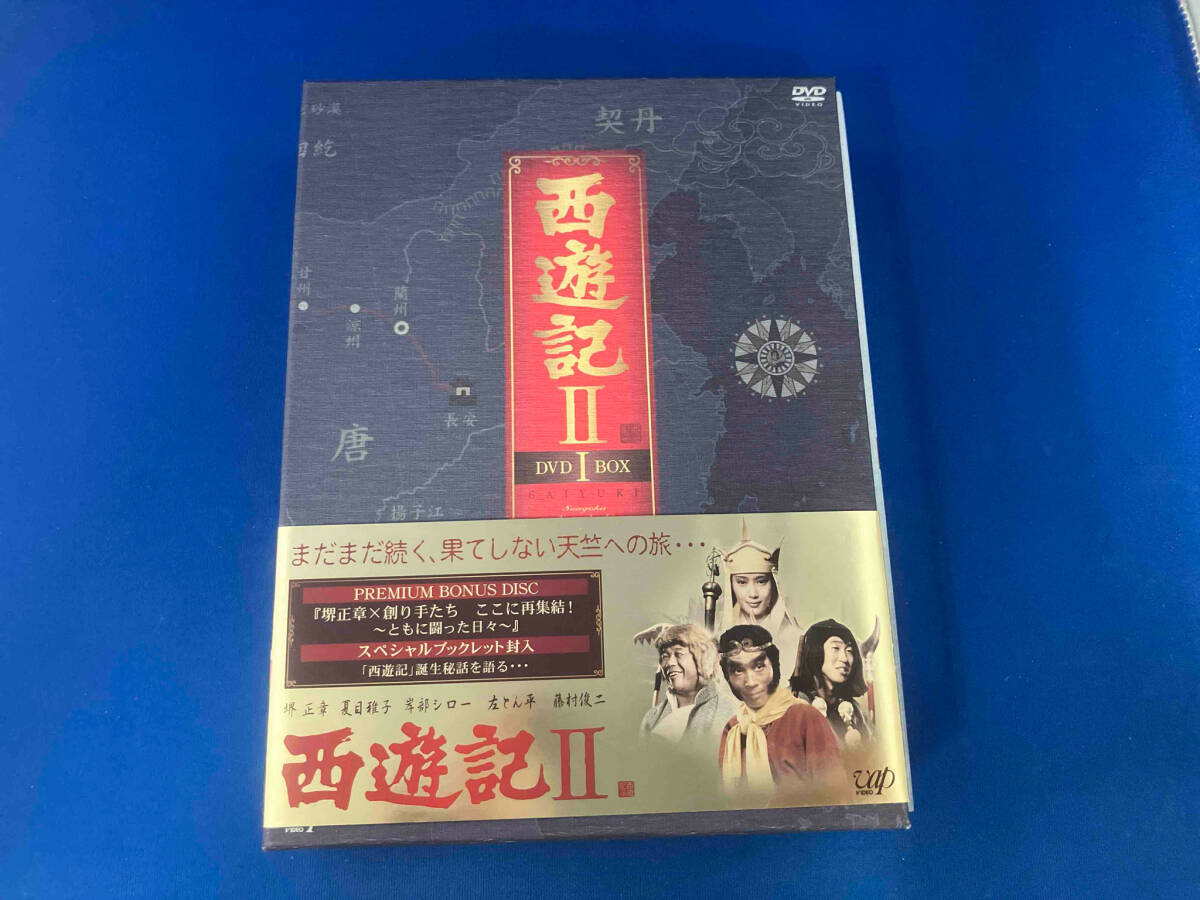 DVD
VIDEO
砂漠
契丹
回紇
西遊記II
甘州
蘭州
涼州
長安
唐
揚子江
DVD I BOX
SAIYUKI
Songoku
まだまだ続く、果てしない天竺への旅・・・
PREMIUM BONUS DISC
『堺正章×創り手たち ここに再集結!
～ともに闘った日々～』
スペシャルブックレット封入
「西遊記」誕生秘話を語る・・・
堺正章 夏目雅子 岸部シロー 左とん平 藤村俊二
西遊記II
vap
VIDEO
VIDEO